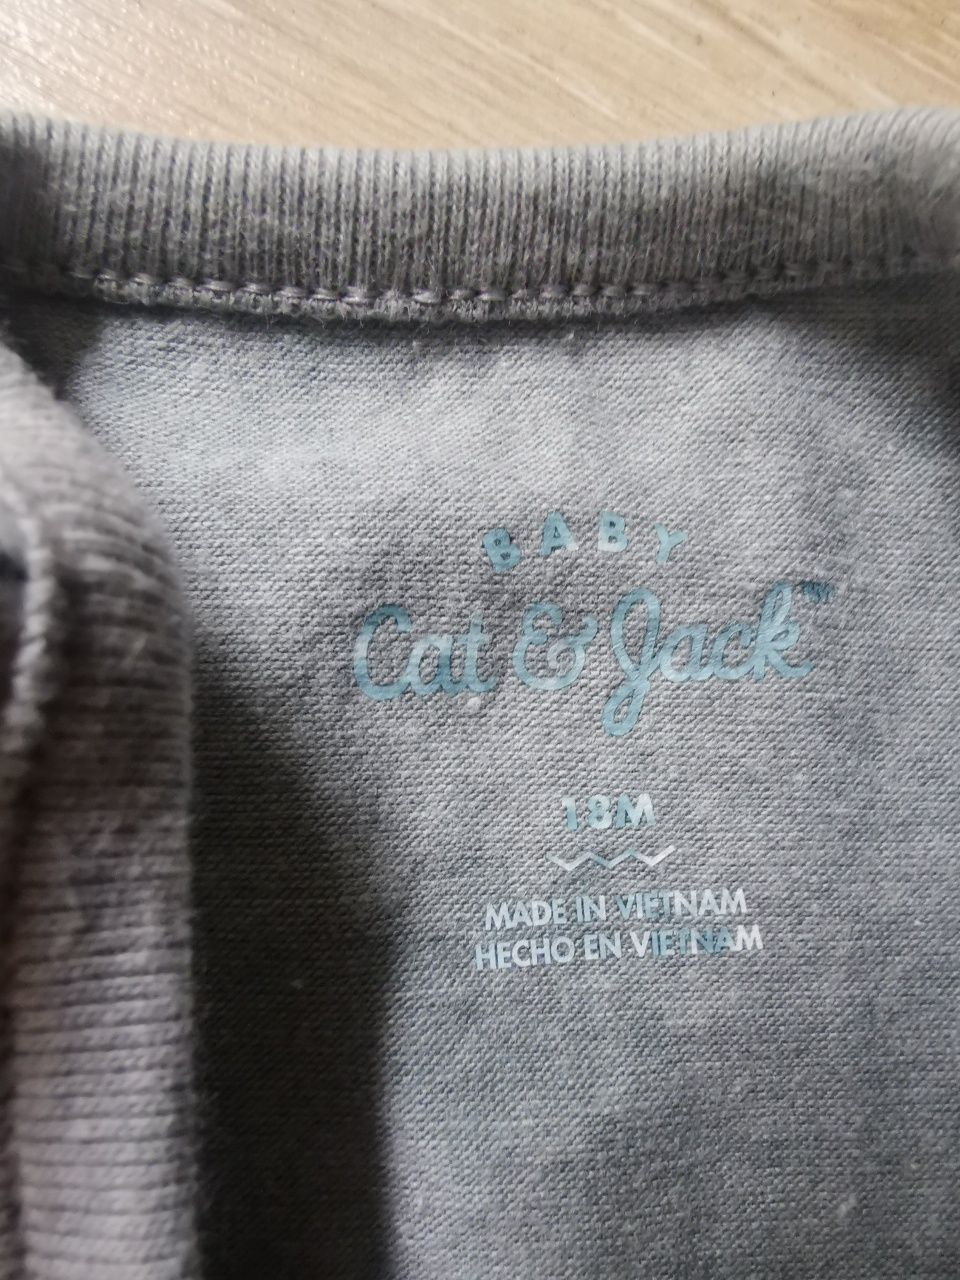 BABY
Cat & Jack™
18M
MADE IN VIETNAM
HECHO EN VIETNAM